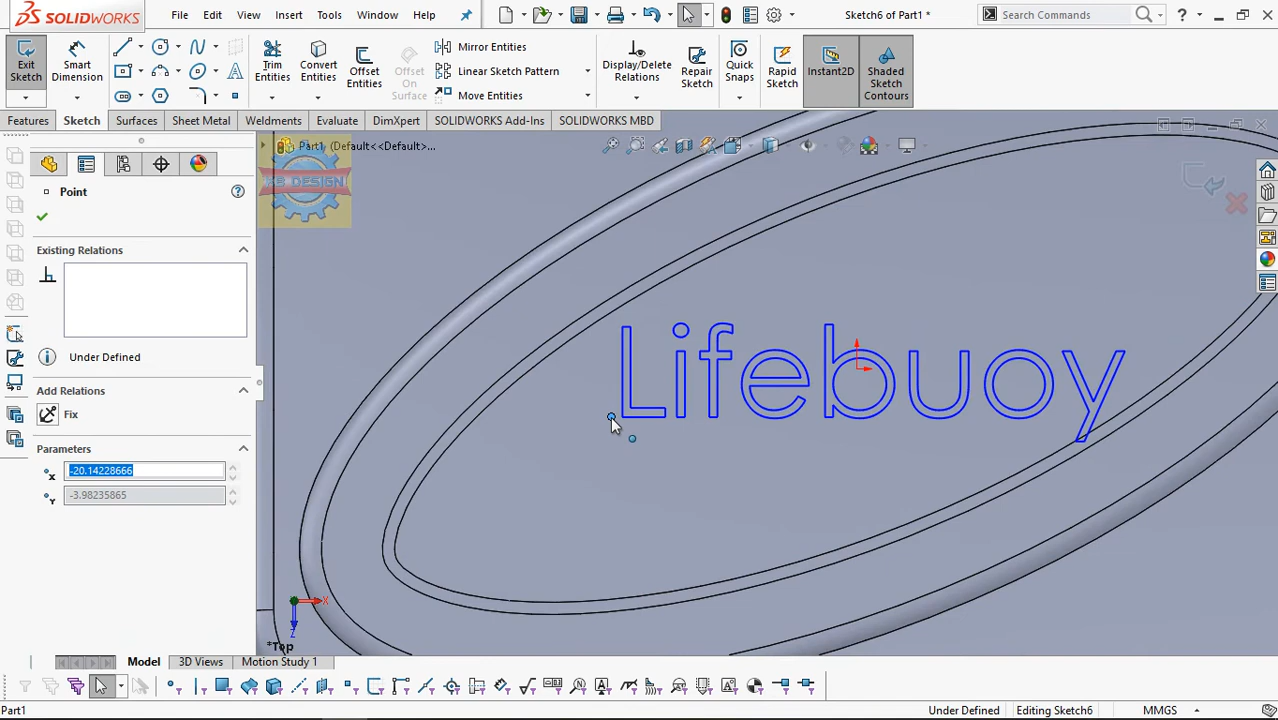 SOLIDWORKS
File Edit View Insert Tools Window Help
Sketch6 of Part1 *
Search Commands
Exit Sketch
Smart Dimension
Trim Entities
Convert Entities
Offset Entities
Offset On Surface
Mirror Entities
Linear Sketch Pattern
Move Entities
Display/Delete Relations
Repair Sketch
Quick Snaps
Rapid Sketch
Instant2D
Shaded Sketch Contours
Features Sketch Surfaces Sheet Metal Weldments Evaluate DimXpert SOLIDWORKS Add-Ins SOLIDWORKS MBD
Part1 (Default<<Default>...
Point
Existing Relations
Under Defined
Add Relations
Fix
Parameters
-20.14228666
-3.98235865
Lifebuoy
X
Z
*Top
Model 3D Views Motion Study 1
Part1 Under Defined Editing Sketch6 MMGS